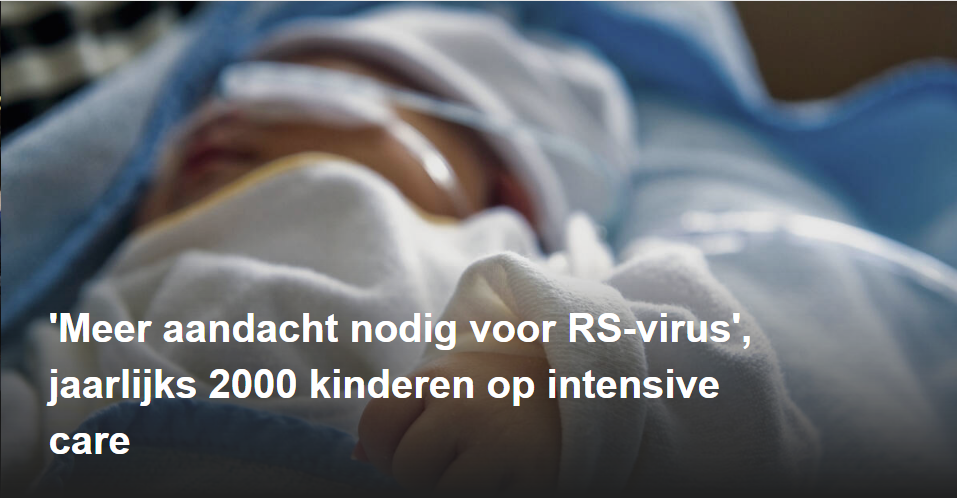 'Meer aandacht nodig voor RS-virus',
jaarlijks 2000 kinderen op intensive
care